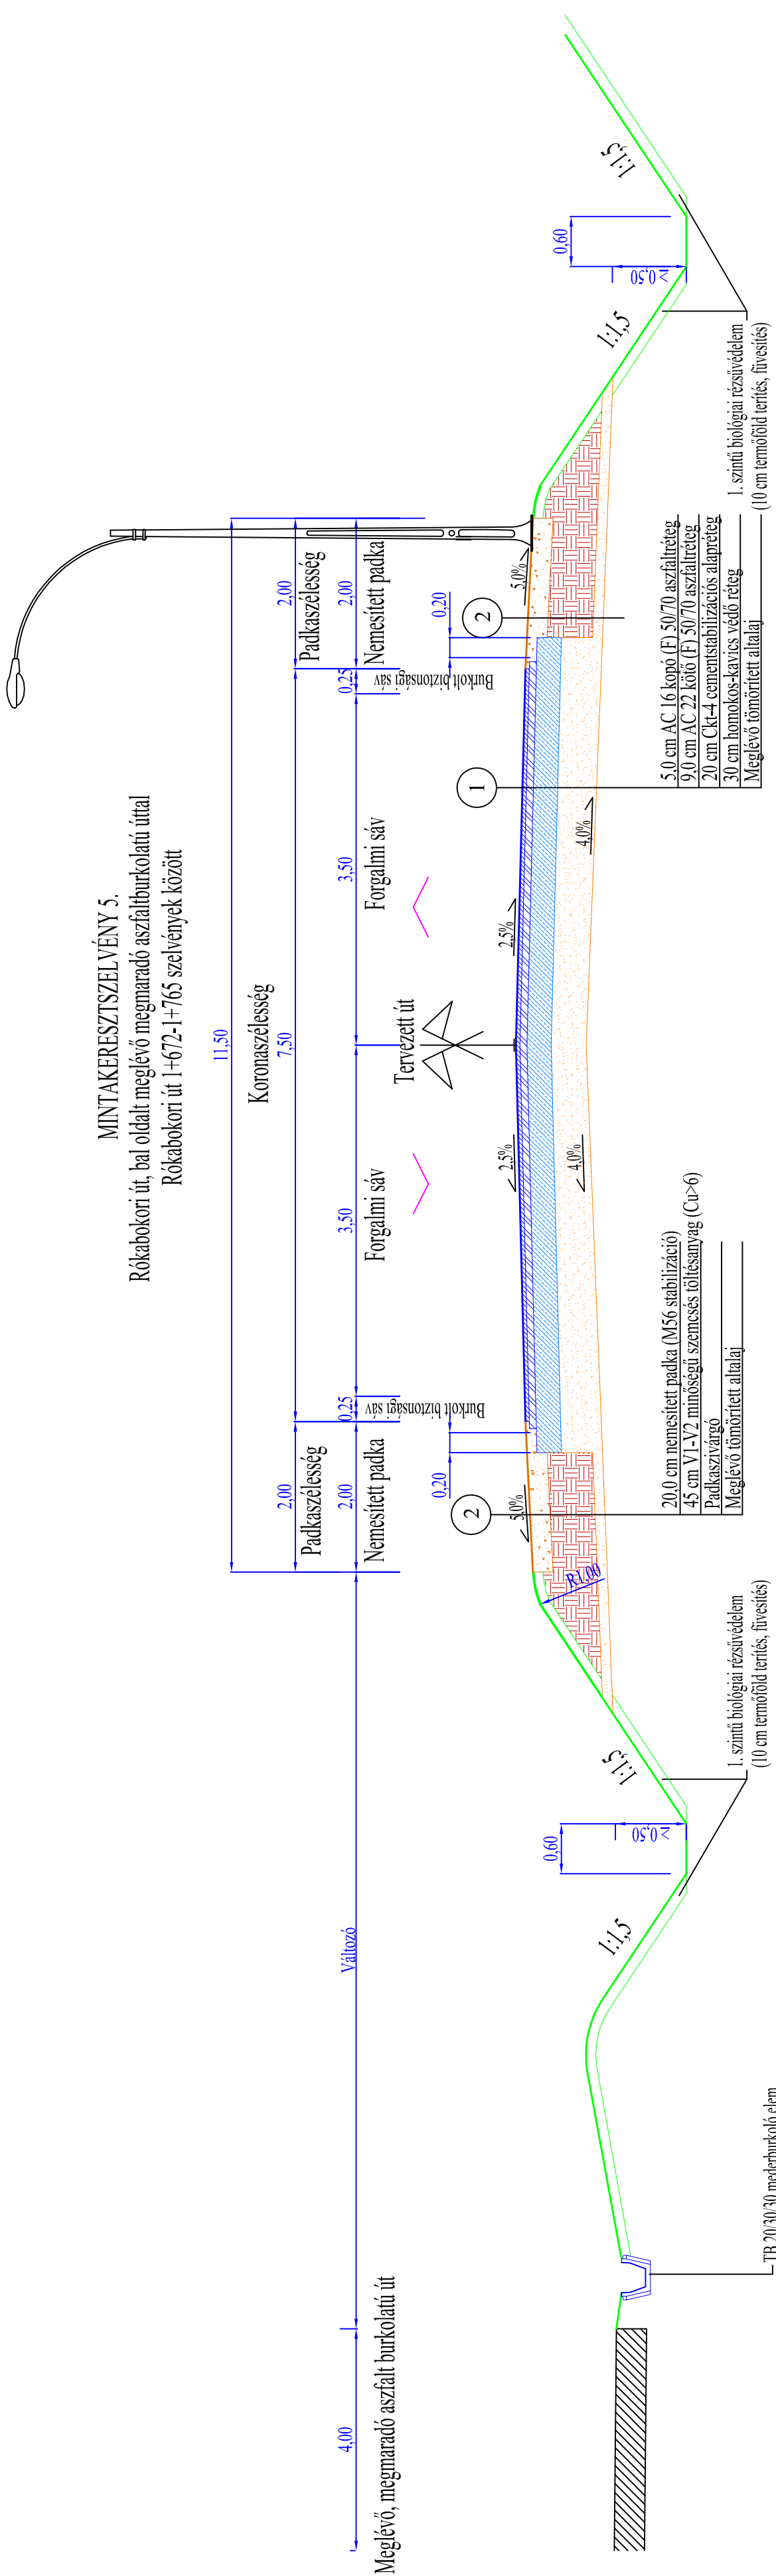 MINTAKERESZTSZELVÉNY 5.
Rókabokori út, bal oldalt meglévő megmaradó aszfaltburkolatú úttal
Rókabokori út 1+672-1+765 szelvények között
11,50
Koronaszélesség
2,00
7,50
2,00
Padkaszélesség
Padkaszélesség
4,00
Változó
2,00
0,25
3,50
3,50
0,25
2,00
Meglévő, megmaradó aszfalt burkolatú út
Nemesített padka
Burkolt biztonsági sáv
Forgalmi sáv
Tervezett út
Forgalmi sáv
Burkolt biztonsági sáv
Nemesített padka
0,20
0,20
2
1
2
5,0%
2,5%
2,5%
5,0%
4,0%
4,0%
R1,00
0,60
0,60
≥ 0,50
≥ 0,50
1:1,5
1:1,5
1:1,5
1:1,5
20,0 cm nemesített padka (M56 stabilizáció)
45 cm V1-V2 minőségű szemcsés töltésanyag (Cu>6)
Padkaszivárgó
Meglévő tömörített altalaj
5,0 cm AC 16 kopó (F) 50/70 aszfaltréteg
9,0 cm AC 22 kötő (F) 50/70 aszfaltréteg
20 cm Ckt-4 cementstabilizációs alapréteg
30 cm homokos-kavics védő réteg
Meglévő tömörített altalaj
1. szintű biológiai rézsűvédelem
(10 cm termőföld terítés, füvesítés)
1. szintű biológiai rézsűvédelem
(10 cm termőföld terítés, füvesítés)
TB 20/30/30 mederburkoló elem